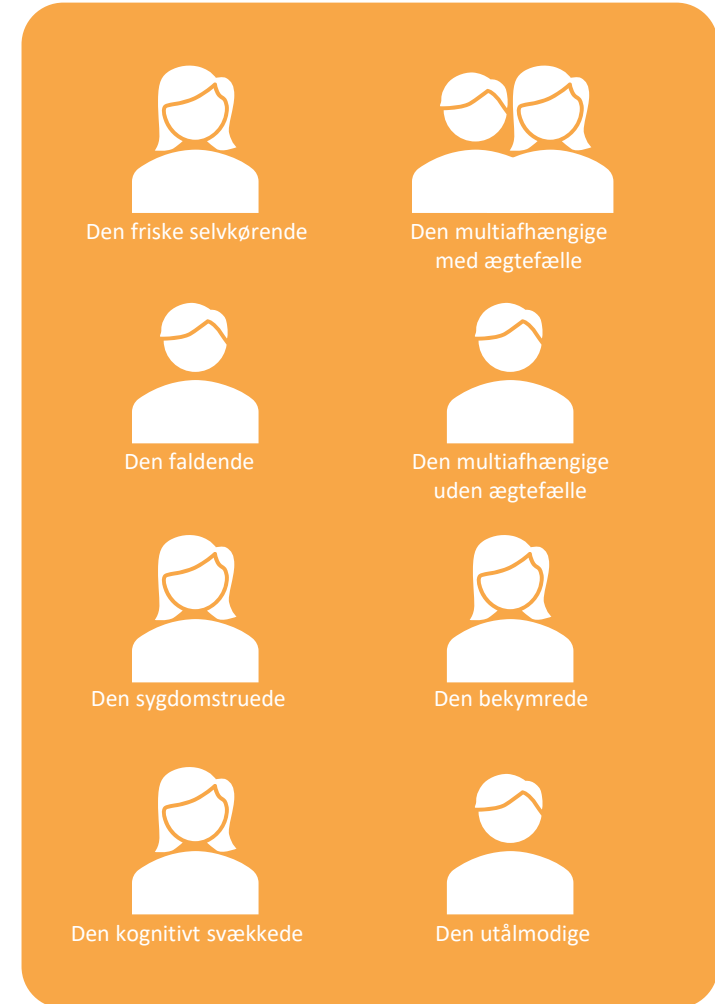 Den friske selvkørende
Den multiafhængige
med ægtefælle
Den faldende
Den multiafhængige
uden ægtefælle
Den sygdomstruede
Den bekymrede
Den kognitivt svækkede
Den utålmodige